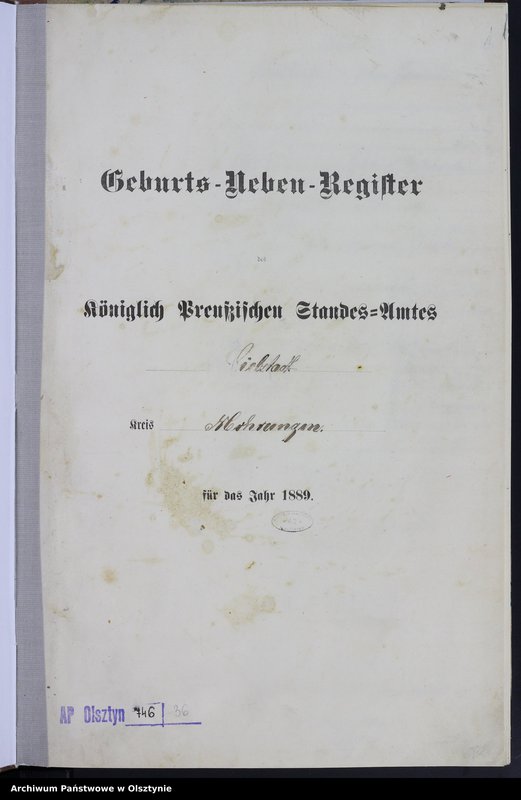 Geburts-Neben-Register
des
Königlich Preußischen Standes-Amtes
Kreis Mohrungen.
für das Jahr 1889.
AP Olsztyn 746 36
Archiwum Państwowe w Olsztynie